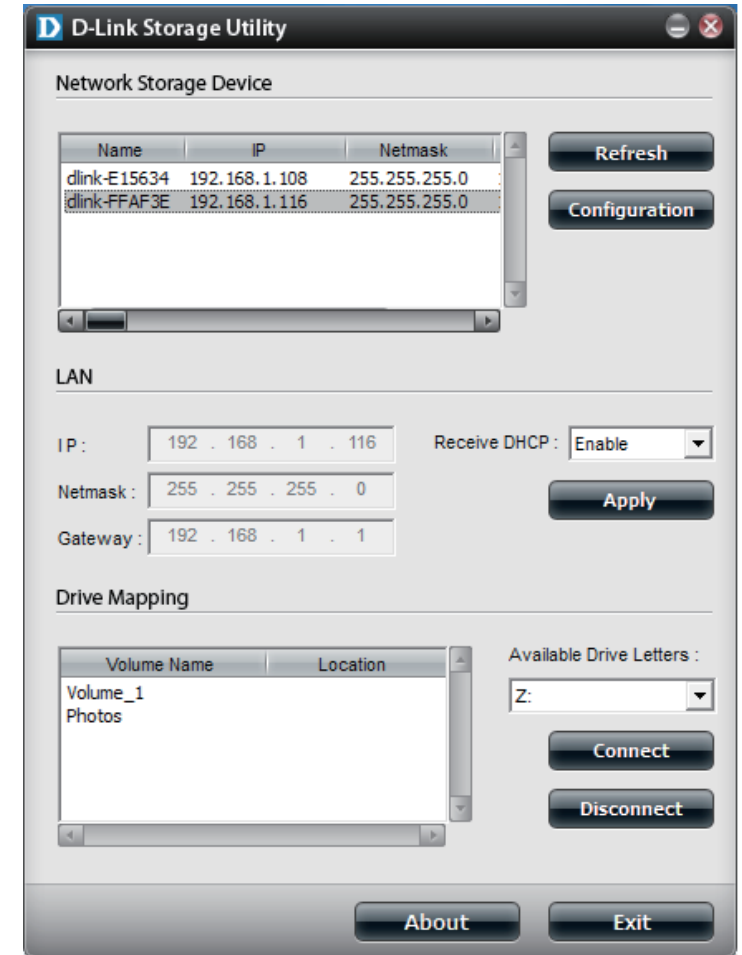 D-Link Storage Utility
Network Storage Device
Name IP Netmask
dlink-E15634 192.168.1.108 255.255.255.0
dlink-FFAF3E 192.168.1.116 255.255.255.0
Refresh
Configuration
LAN
IP : 192 . 168 . 1 . 116
Receive DHCP : Enable
Netmask : 255 . 255 . 255 . 0
Apply
Gateway : 192 . 168 . 1 . 1
Drive Mapping
Volume Name Location
Volume_1
Photos
Available Drive Letters :
Z:
Connect
Disconnect
About Exit